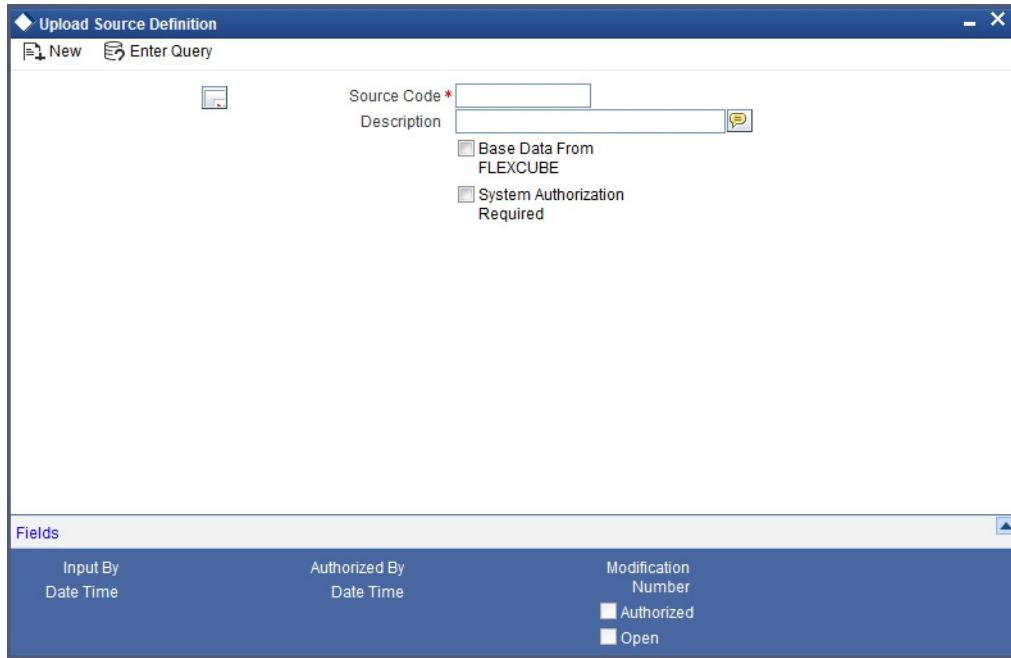 Upload Source Definition
New Enter Query
Source Code *
Description
Base Data From
FLEXCUBE
System Authorization
Required
Fields
Input By Authorized By Modification
Number
Date Time Date Time
Authorized
Open